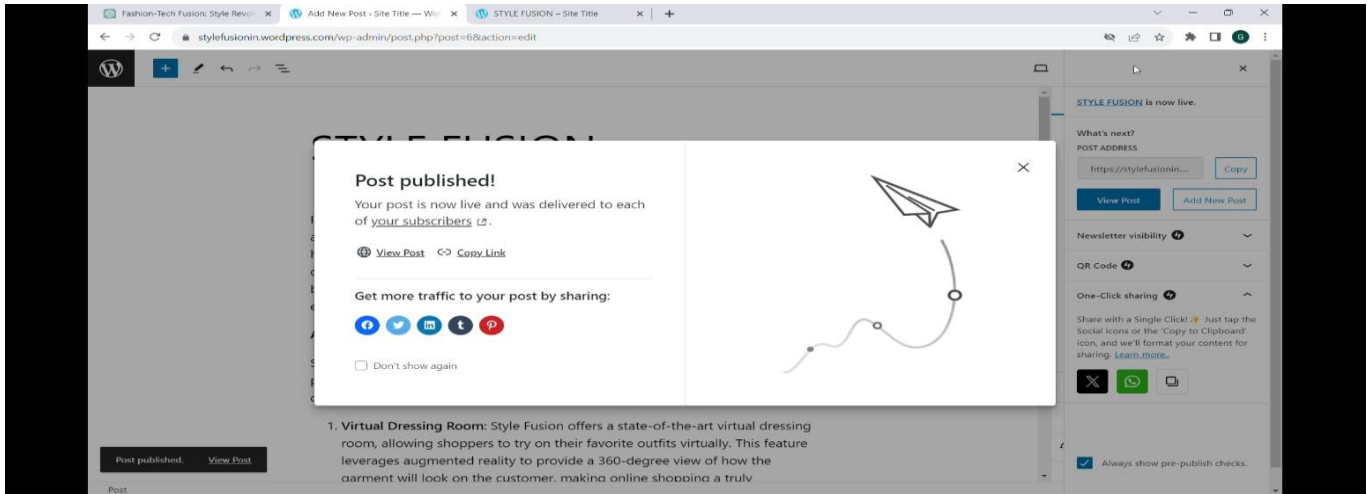 Fashion-Tech Fusion: Style Revol
Add New Post ‹ Site Title — Wo
STYLE FUSION – Site Title
stylefusionin.wordpress.com/wp-admin/post.php?post=6&action=edit
G
STYLE FUSION
STYLE FUSION is now live.
What's next?
POST ADDRESS
https://stylefusionin.... Copy
View Post Add New Post
Newsletter visibility
QR Code
One-Click sharing
Share with a Single Click! ✨ Just tap the
Social icons or the 'Copy to Clipboard'
icon, and we'll format your content for
sharing. Learn more..
Always show pre-publish checks.
Post published!
Your post is now live and was delivered to each
of your subscribers
View Post Copy Link
Get more traffic to your post by sharing:
Don't show again
1. Virtual Dressing Room: Style Fusion offers a state-of-the-art virtual dressing
room, allowing shoppers to try on their favorite outfits virtually. This feature
leverages augmented reality to provide a 360-degree view of how the
garment will look on the customer, making online shopping a truly
Post published. View Post
Post